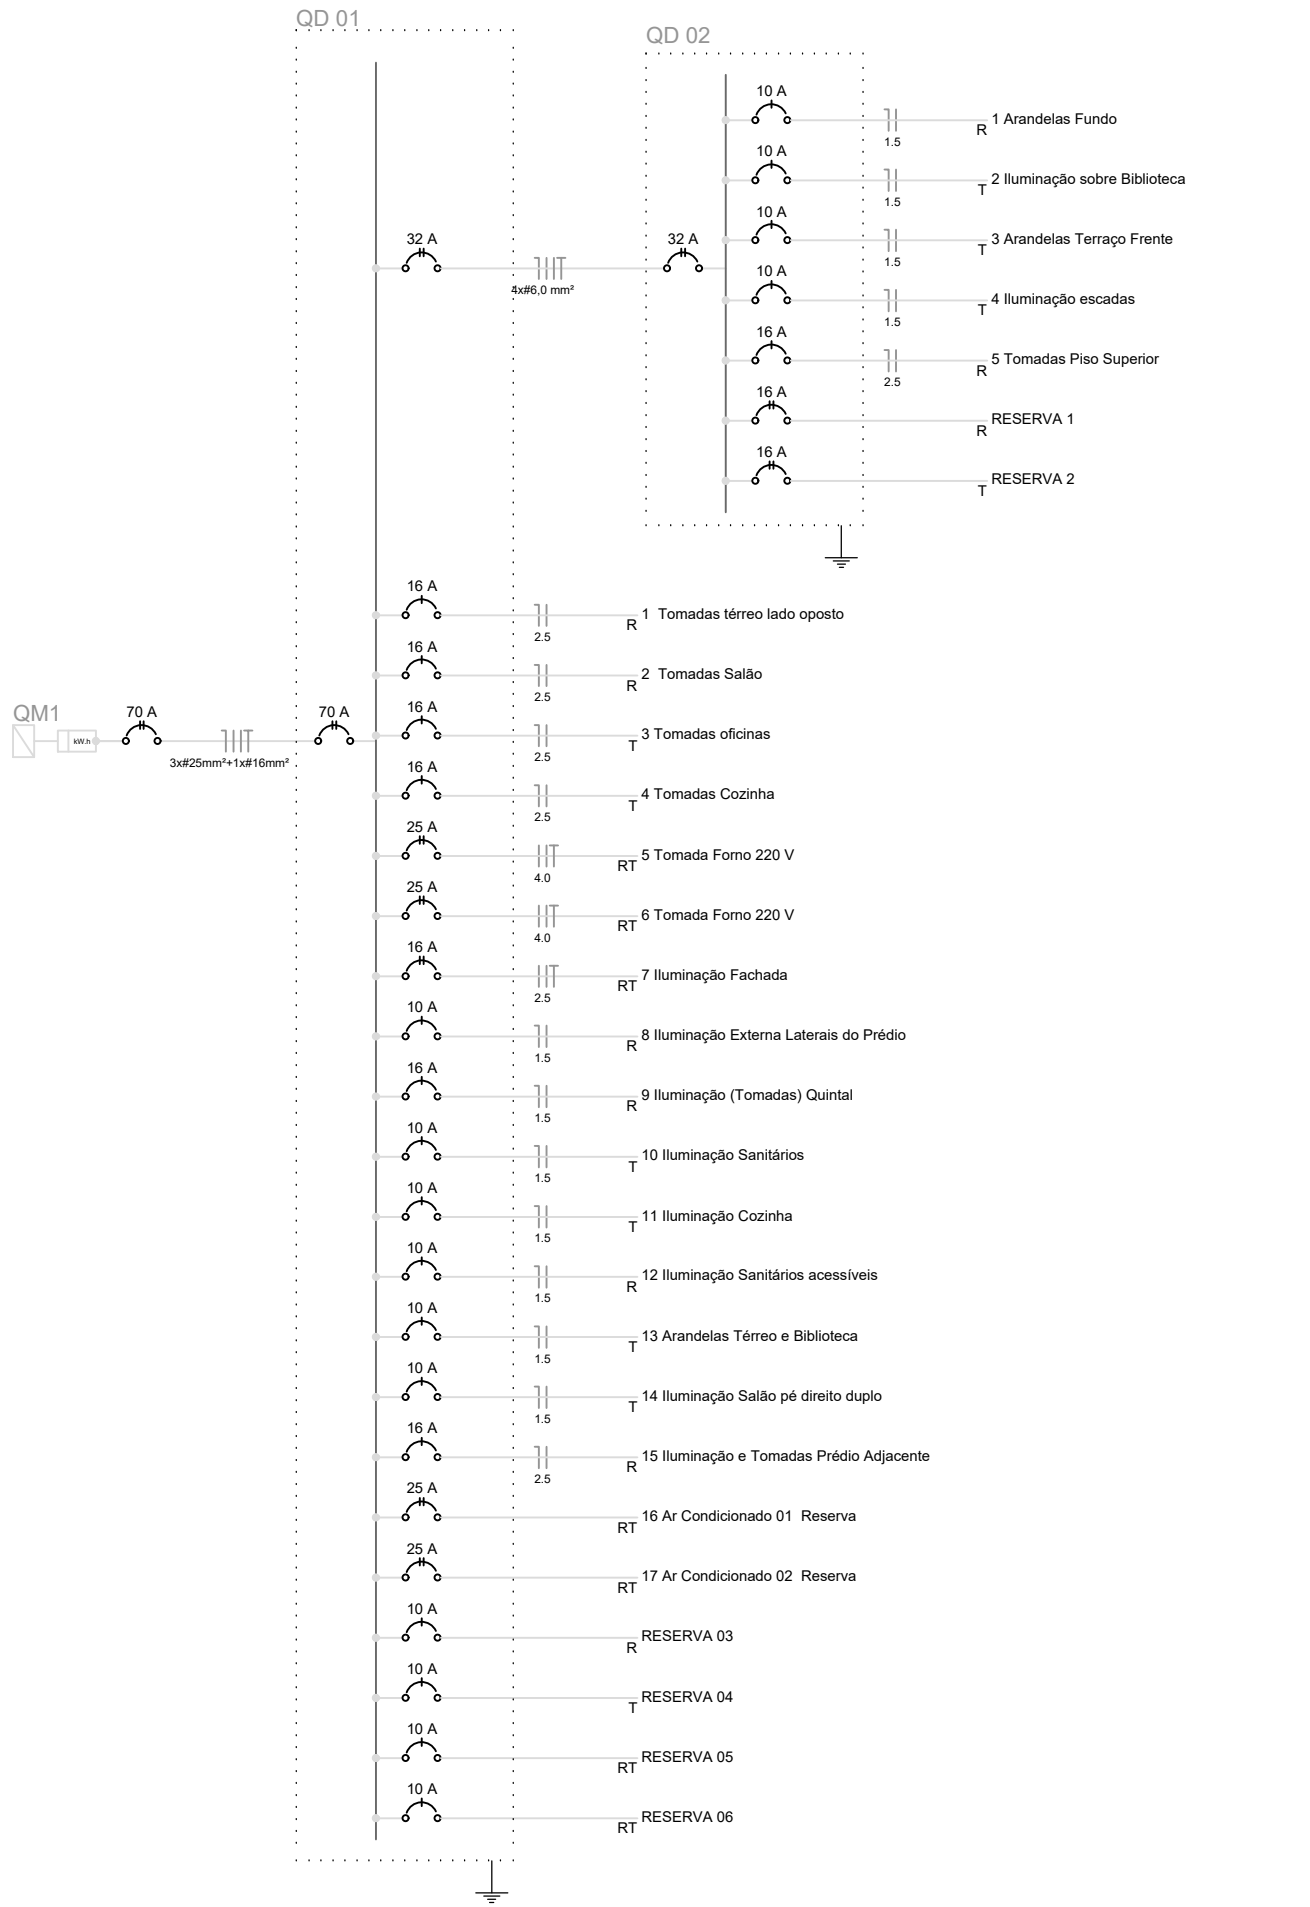 QD 01
QD 02
10 A
1 Arandelas Fundo
R
1.5
10 A
2 Iluminação sobre Biblioteca
T
1.5
10 A
3 Arandelas Terraço Frente
T
1.5
32 A
4x#6,0 mm²
32 A
10 A
4 Iluminação escadas
T
1.5
16 A
5 Tomadas Piso Superior
R
2.5
16 A
RESERVA 1
R
16 A
RESERVA 2
T
16 A
1  Tomadas térreo lado oposto
R
2.5
16 A
2  Tomadas Salão
R
2.5
QM1
kW.h
70 A
3x#25mm²+1x#16mm²
70 A
16 A
3 Tomadas oficinas
T
2.5
16 A
4 Tomadas Cozinha
T
2.5
25 A
5 Tomada Forno 220 V
RT
4.0
25 A
6 Tomada Forno 220 V
RT
4.0
16 A
7 Iluminação Fachada
RT
2.5
10 A
8 Iluminação Externa Laterais do Prédio
R
1.5
16 A
9 Iluminação (Tomadas) Quintal
R
1.5
10 A
10 Iluminação Sanitários
T
1.5
10 A
11 Iluminação Cozinha
T
1.5
10 A
12 Iluminação Sanitários acessíveis
R
1.5
10 A
13 Arandelas Térreo e Biblioteca
T
1.5
10 A
14 Iluminação Salão pé direito duplo
T
1.5
16 A
15 Iluminação e Tomadas Prédio Adjacente
R
2.5
25 A
16 Ar Condicionado 01  Reserva
RT
25 A
17 Ar Condicionado 02  Reserva
RT
10 A
RESERVA 03
R
10 A
RESERVA 04
T
10 A
RESERVA 05
RT
10 A
RESERVA 06
RT